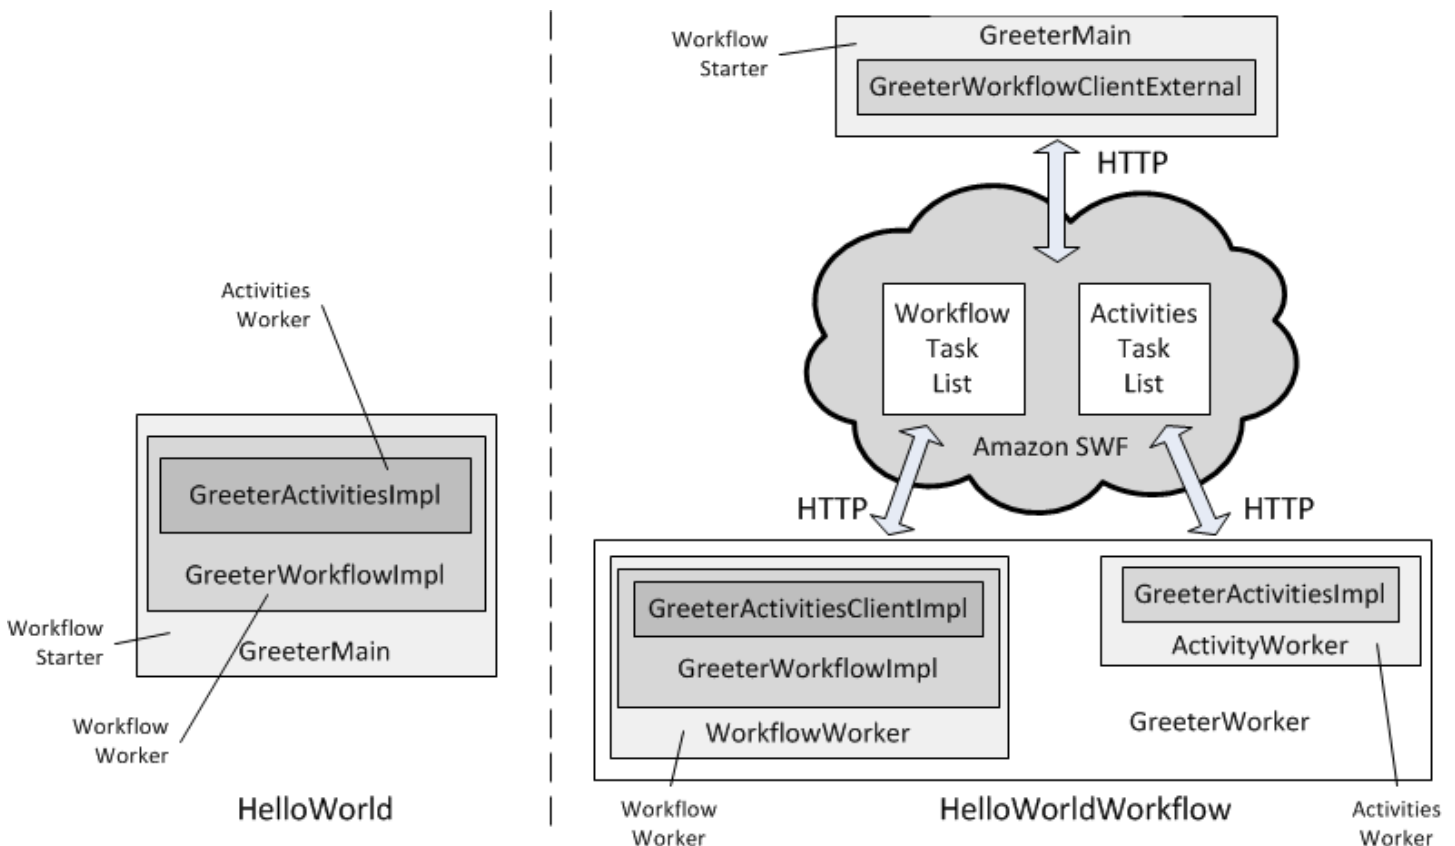 Activities
Worker
GreeterActivitiesImpl
GreeterWorkflowImpl
Workflow
Starter
GreeterMain
Workflow
Worker
HelloWorld
Workflow
Starter
GreeterMain
GreeterWorkflowClientExternal
HTTP
Workflow
Task
List
Activities
Task
List
Amazon SWF
HTTP
HTTP
GreeterActivitiesClientImpl
GreeterWorkflowImpl
WorkflowWorker
GreeterActivitiesImpl
ActivityWorker
GreeterWorker
Workflow
Worker
HelloWorldWorkflow
Activities
Worker